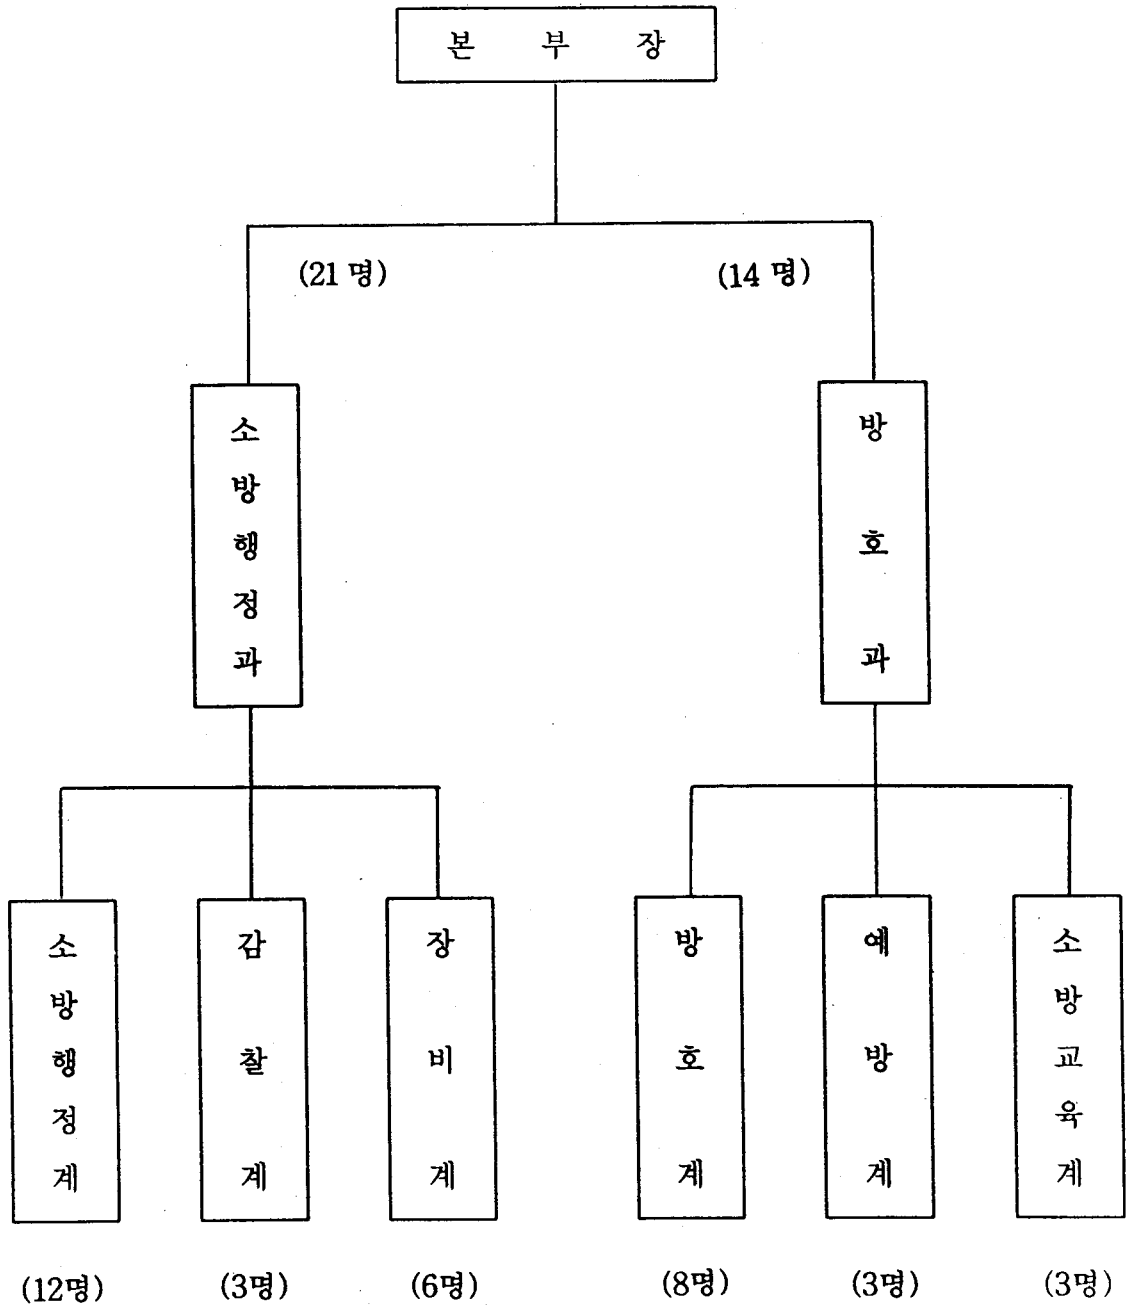 본 부 장
(21 명)
(14 명)
소방행정과
방호과
소방행정계
감찰계
장비계
방호계
예방계
소방교육계
(12명)
(3명)
(6명)
(8명)
(3명)
(3명)